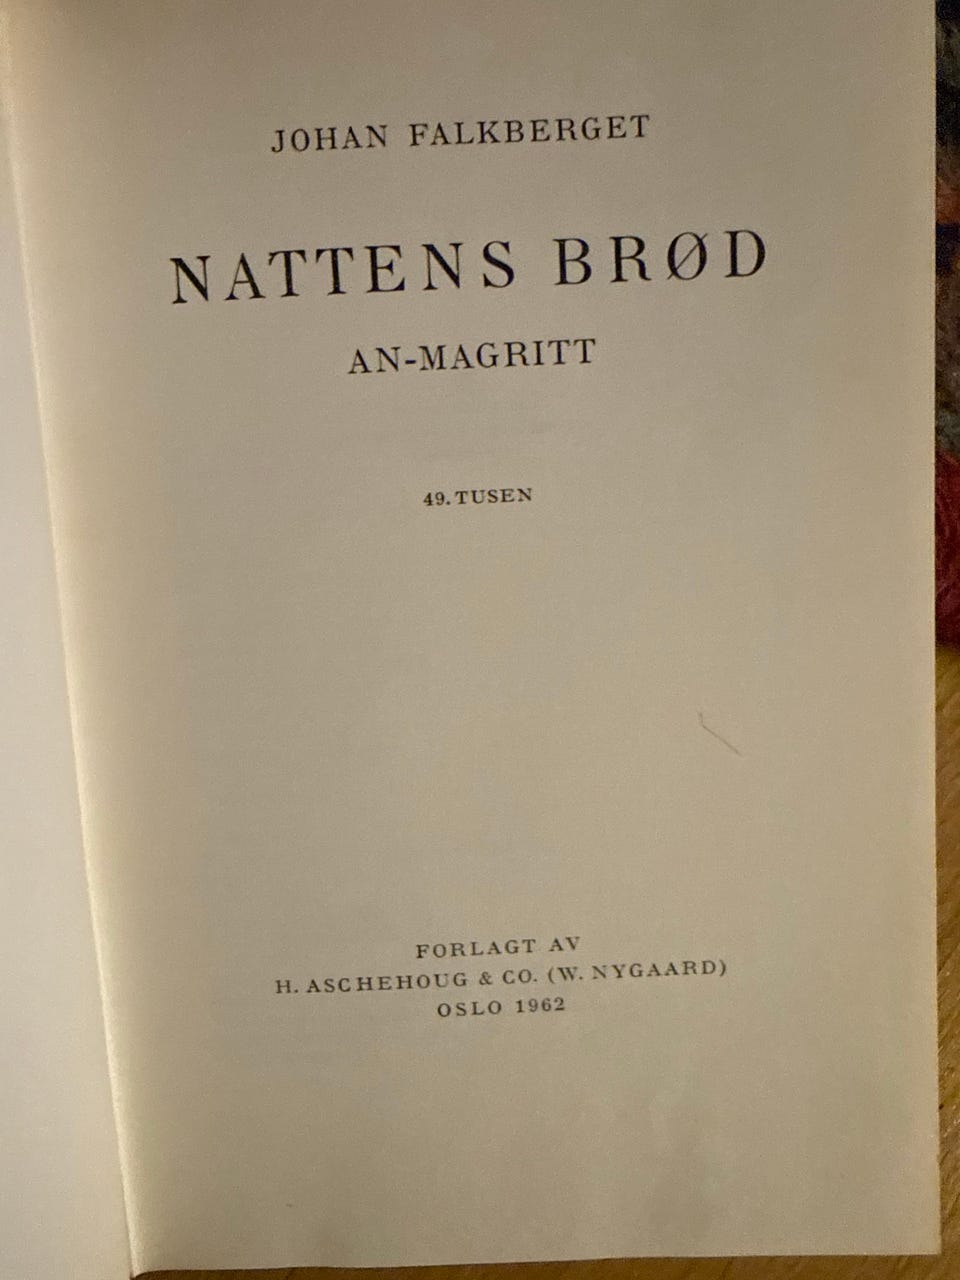 JOHAN FALKBERGET
NATTENS BRØD
AN-MAGRITT
49. TUSEN
FORLAGT AV
H. ASCHEHOUG & CO. (W. NYGAARD)
OSLO 1962